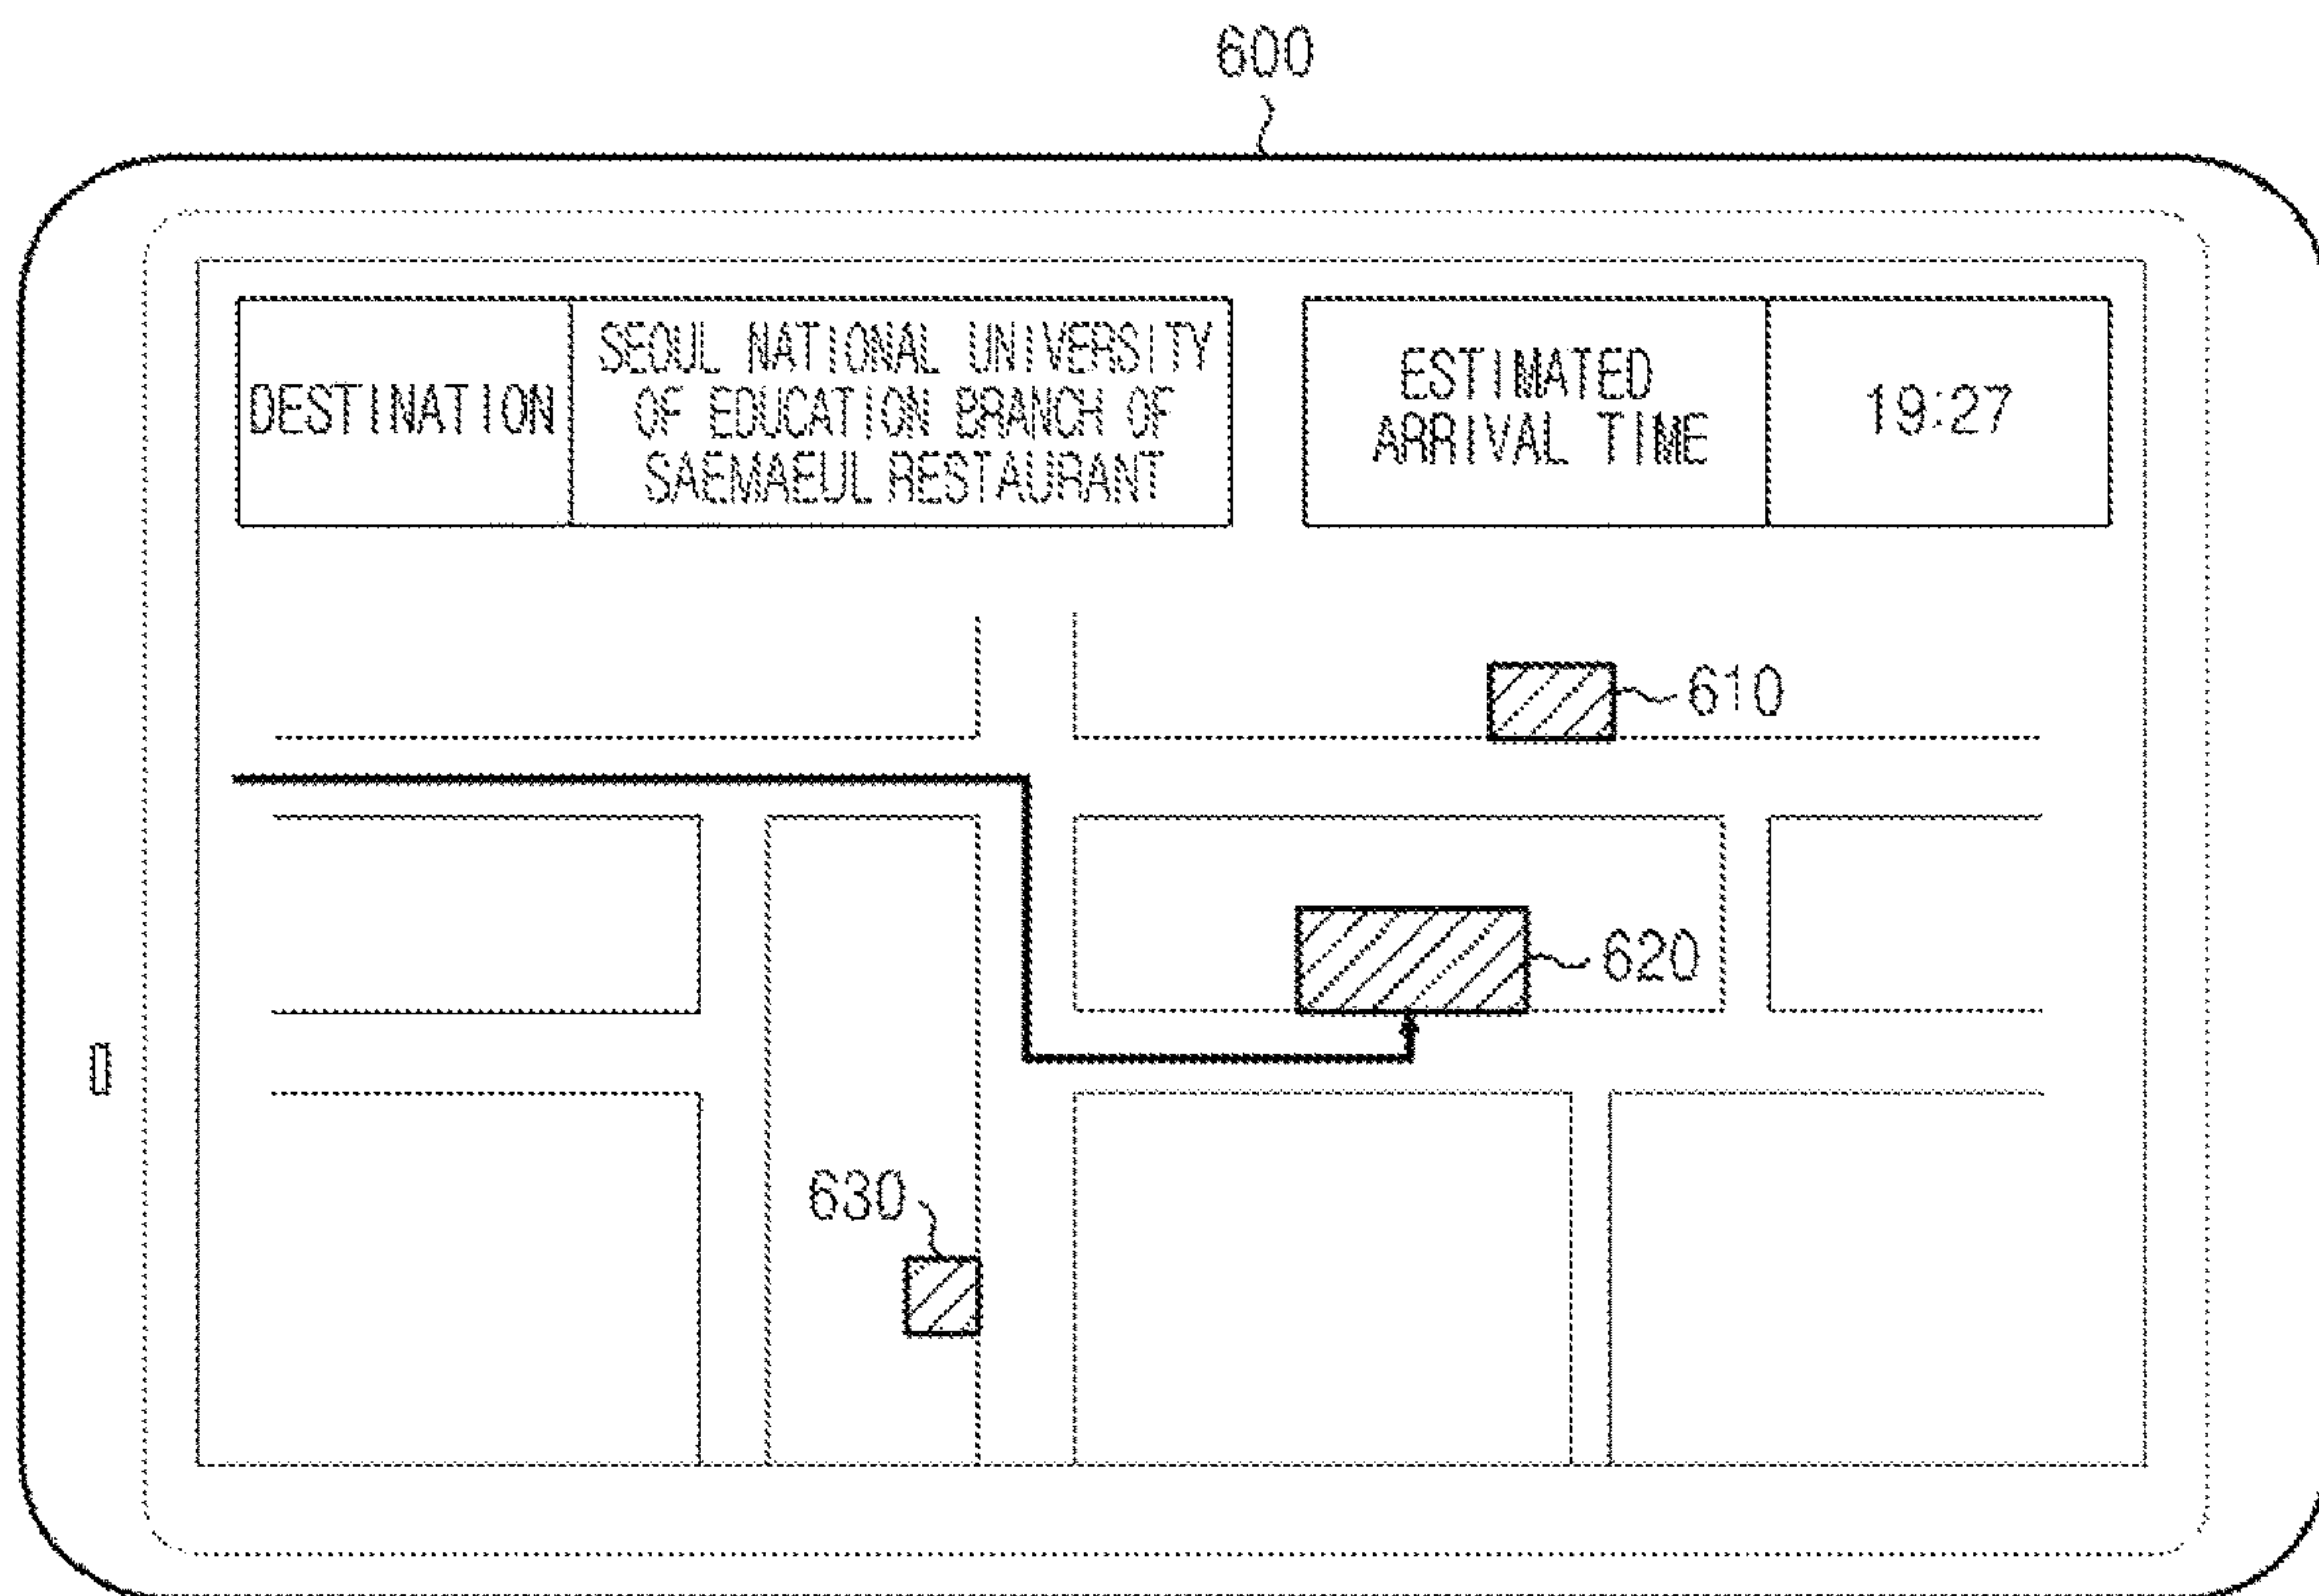 600
DESTINATION
SEOUL NATIONAL UNIVERSITY
OF EDUCATION BRANCH OF
SAEMAEUL RESTAURANT
ESTIMATED
ARRIVAL TIME
19:27
610
620
630